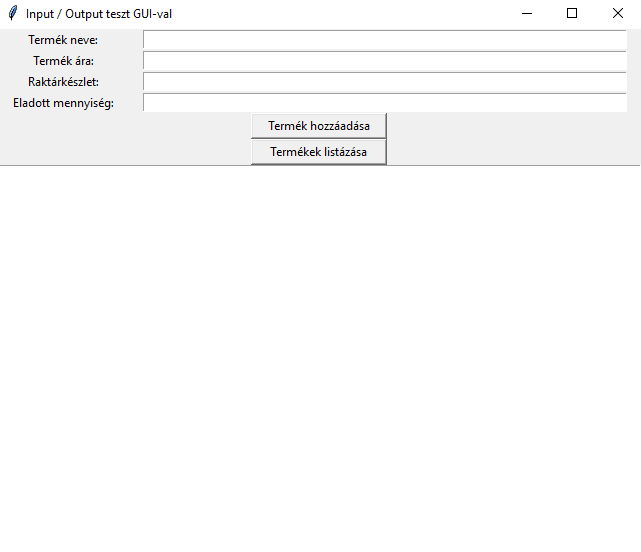 Input / Output teszt GUI-val
Termék neve:
Termék ára:
Raktárkészlet:
Eladott mennyiség:
Termék hozzáadása
Termékek listázása